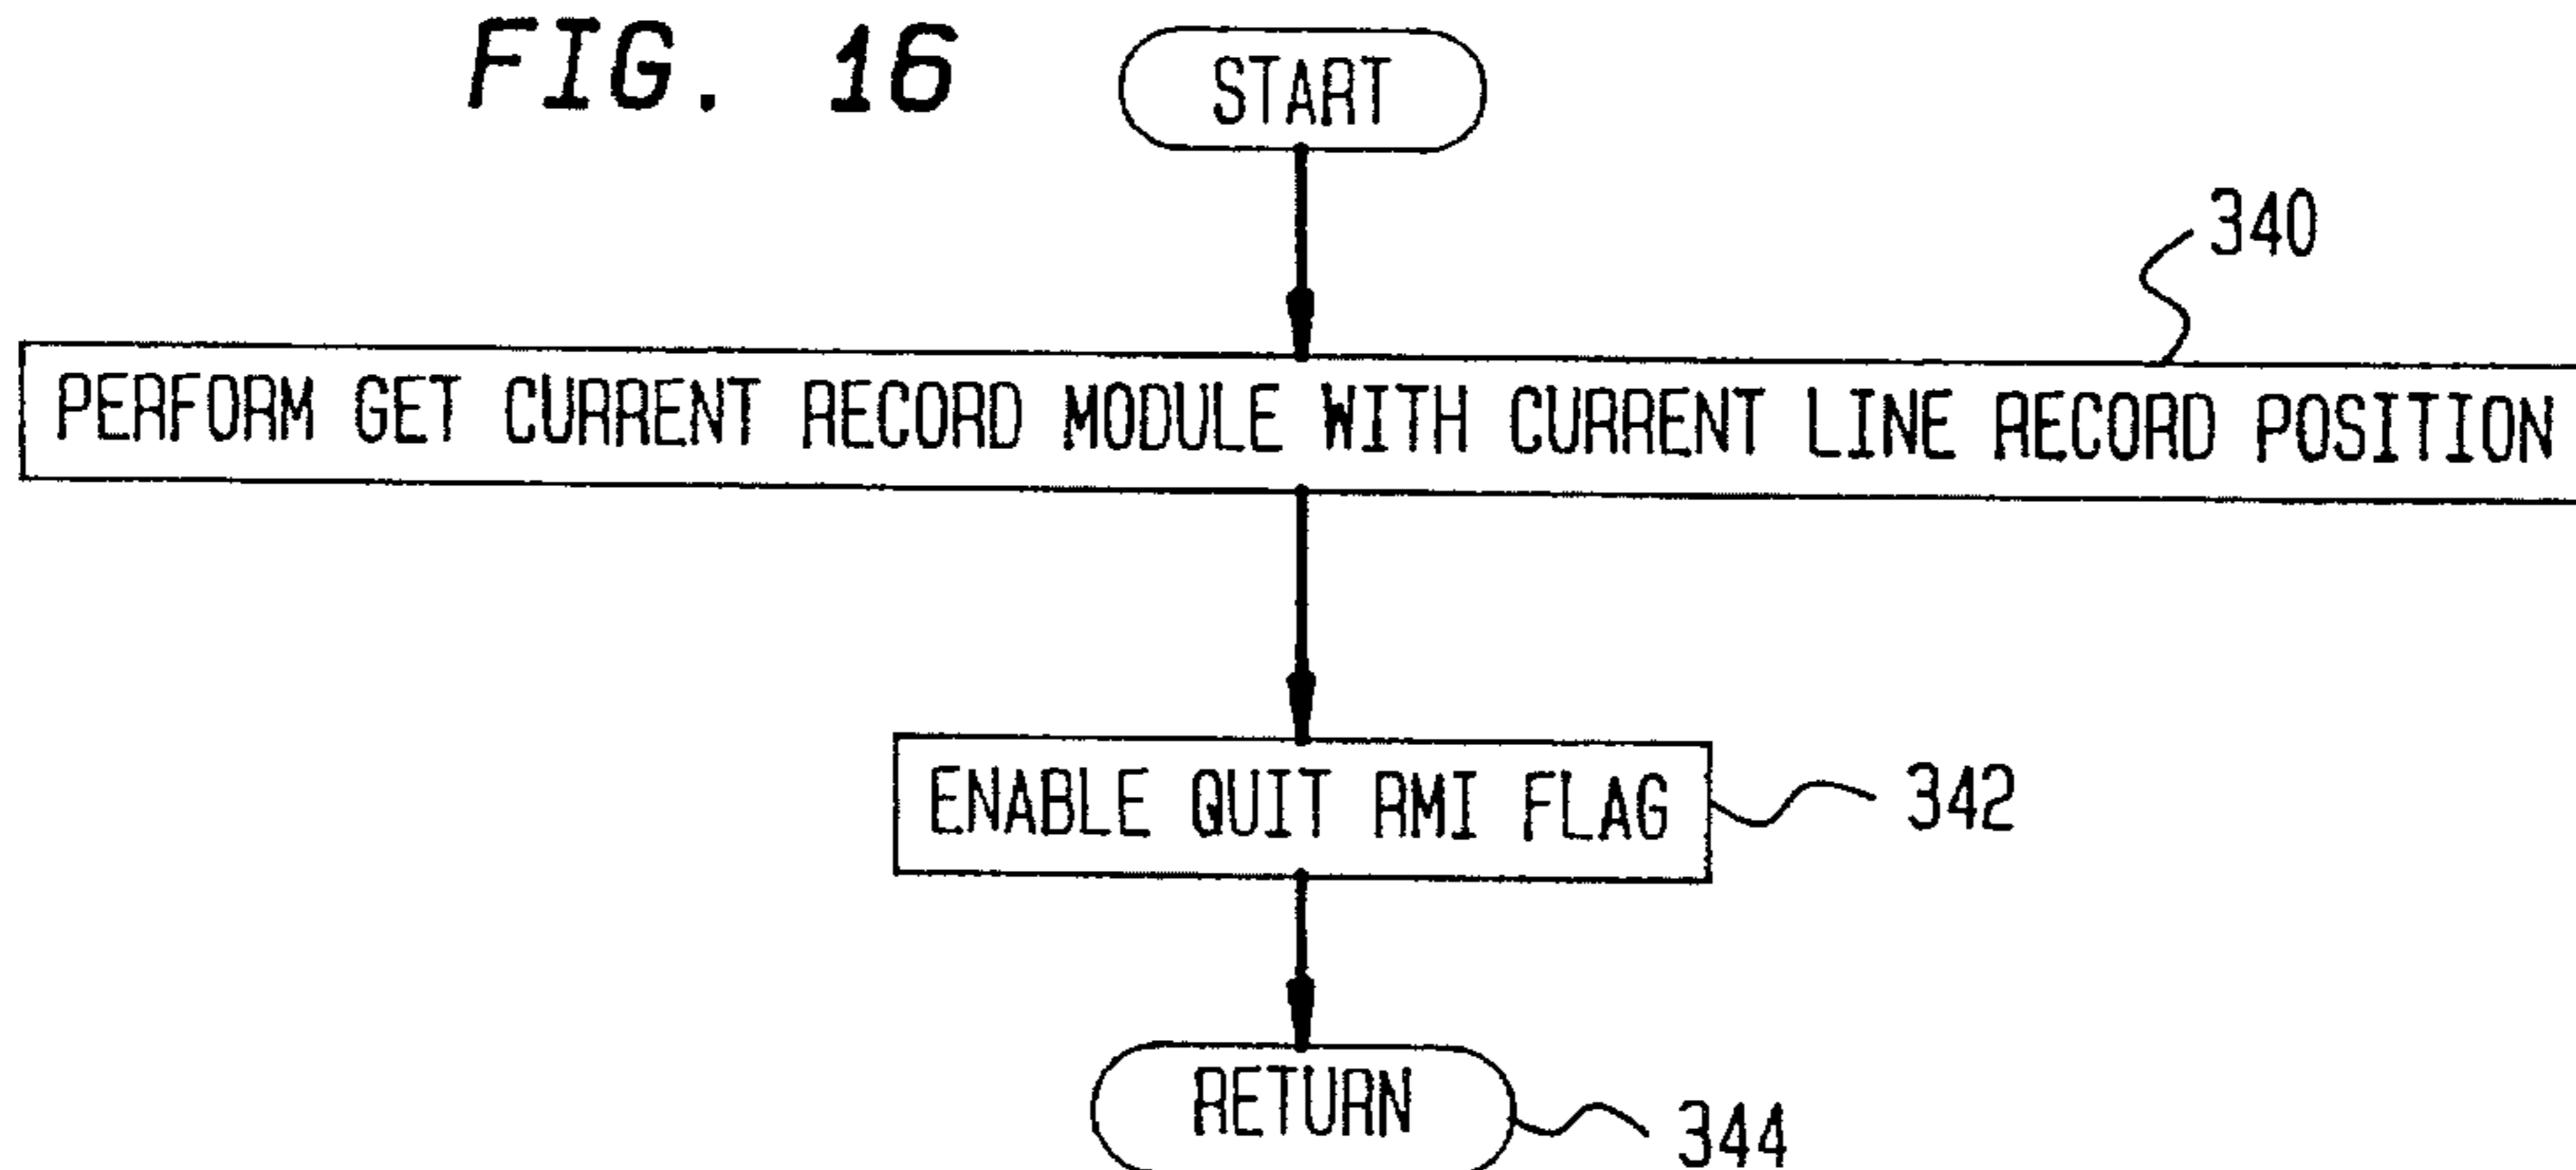 FIG. 16
START
340
PERFORM GET CURRENT RECORD MODULE WITH CURRENT LINE RECORD POSITION
ENABLE QUIT RMI FLAG
342
RETURN
344